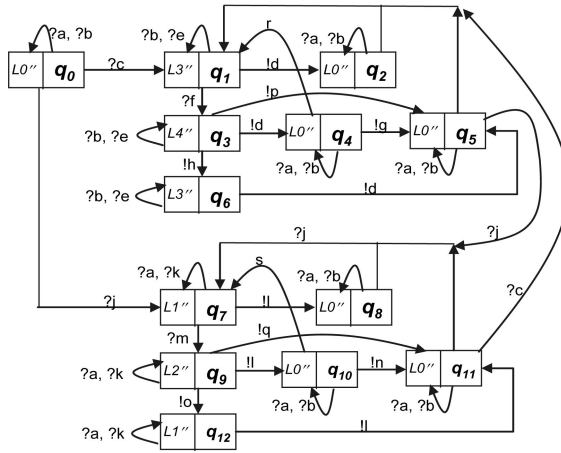 r
?a, ?b ?b, ?e ?a, ?b
L0″ q0 ?c L3″ q1 !d L0″ q2
?f !p
?b, ?e L4″ q3 !d L0″ q4 !g L0″ q5
!h ?a, ?b ?a, ?b
?b, ?e L3″ q6 !d
?j ?j
?a, ?k s ?a, ?b
?c
?j L1″ q7 !l L0″ q8
?m !q
?a, ?k L2″ q9 !l L0″ q10 !n L0″ q11
!o ?a, ?b ?a, ?b
?a, ?k L1″ q12 !l